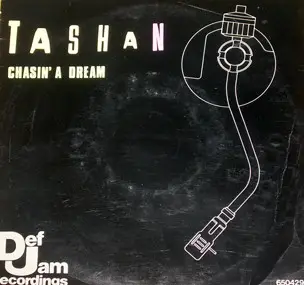 TASHAN
CHASIN' A DREAM
Def
Jam
recordings